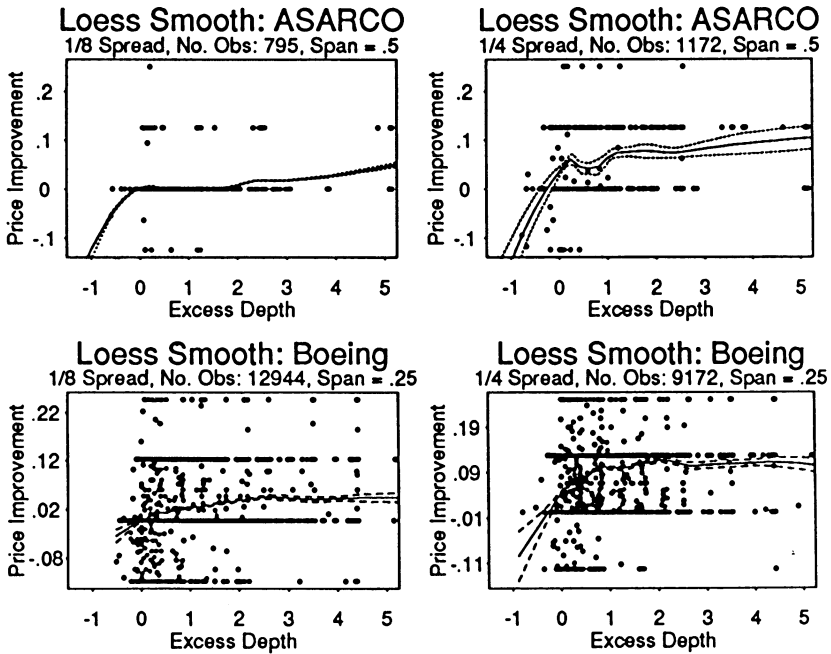 Loess Smooth: ASARCO
1/8 Spread, No. Obs: 795, Span = .5
Price Improvement
.2
.1
0
-.1
-1 0 1 2 3 4 5
Excess Depth
Loess Smooth: ASARCO
1/4 Spread, No. Obs: 1172, Span = .5
Price Improvement
.2
.1
0
-.1
-1 0 1 2 3 4 5
Excess Depth
Loess Smooth: Boeing
1/8 Spread, No. Obs: 12944, Span = .25
Price Improvement
.22
.12
.02
-.08
-1 0 1 2 3 4 5
Excess Depth
Loess Smooth: Boeing
1/4 Spread, No. Obs: 9172, Span = .25
Price Improvement
.19
.09
-.01
-.11
-1 0 1 2 3 4 5
Excess Depth